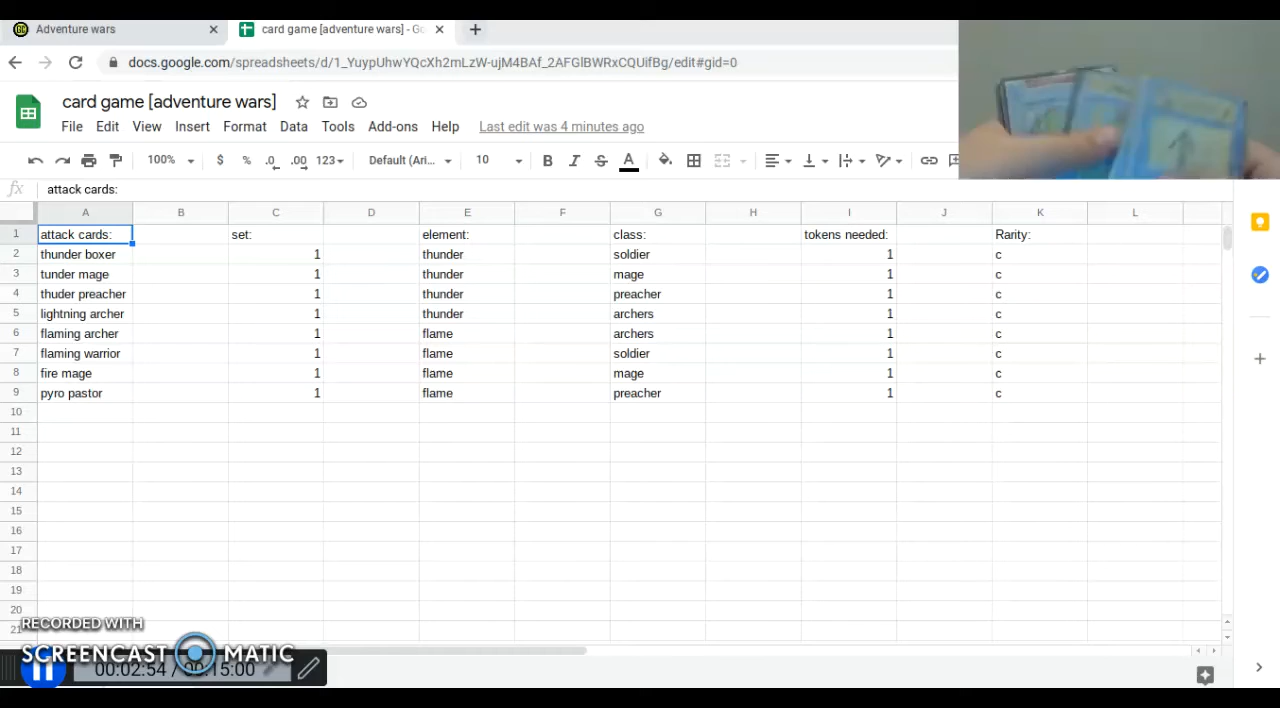 Adventure wars
card game [adventure wars] - Go
docs.google.com/spreadsheets/d/1_YuypUhwYQcXh2mLzW-ujM4BAf_2AFGlBWRxCQUifBg/edit#gid=0
card game [adventure wars]
File Edit View Insert Format Data Tools Add-ons Help Last edit was 4 minutes ago
100% $ % .0 .00 123 Default (Ari... 10 B I S A
fx attack cards:
A B C D E F G H I J K L
1 attack cards: set: element: class: tokens needed: Rarity:
2 thunder boxer 1 thunder soldier 1 c
3 tunder mage 1 thunder mage 1 c
4 thuder preacher 1 thunder preacher 1 c
5 lightning archer 1 thunder archers 1 c
6 flaming archer 1 flame archers 1 c
7 flaming warrior 1 flame soldier 1 c
8 fire mage 1 flame mage 1 c
9 pyro pastor 1 flame preacher 1 c
10
11
12
13
14
15
16
17
18
19
20
21
RECORDED WITH
SCREENCAST MATIC
00:02:54 / 00:15:00